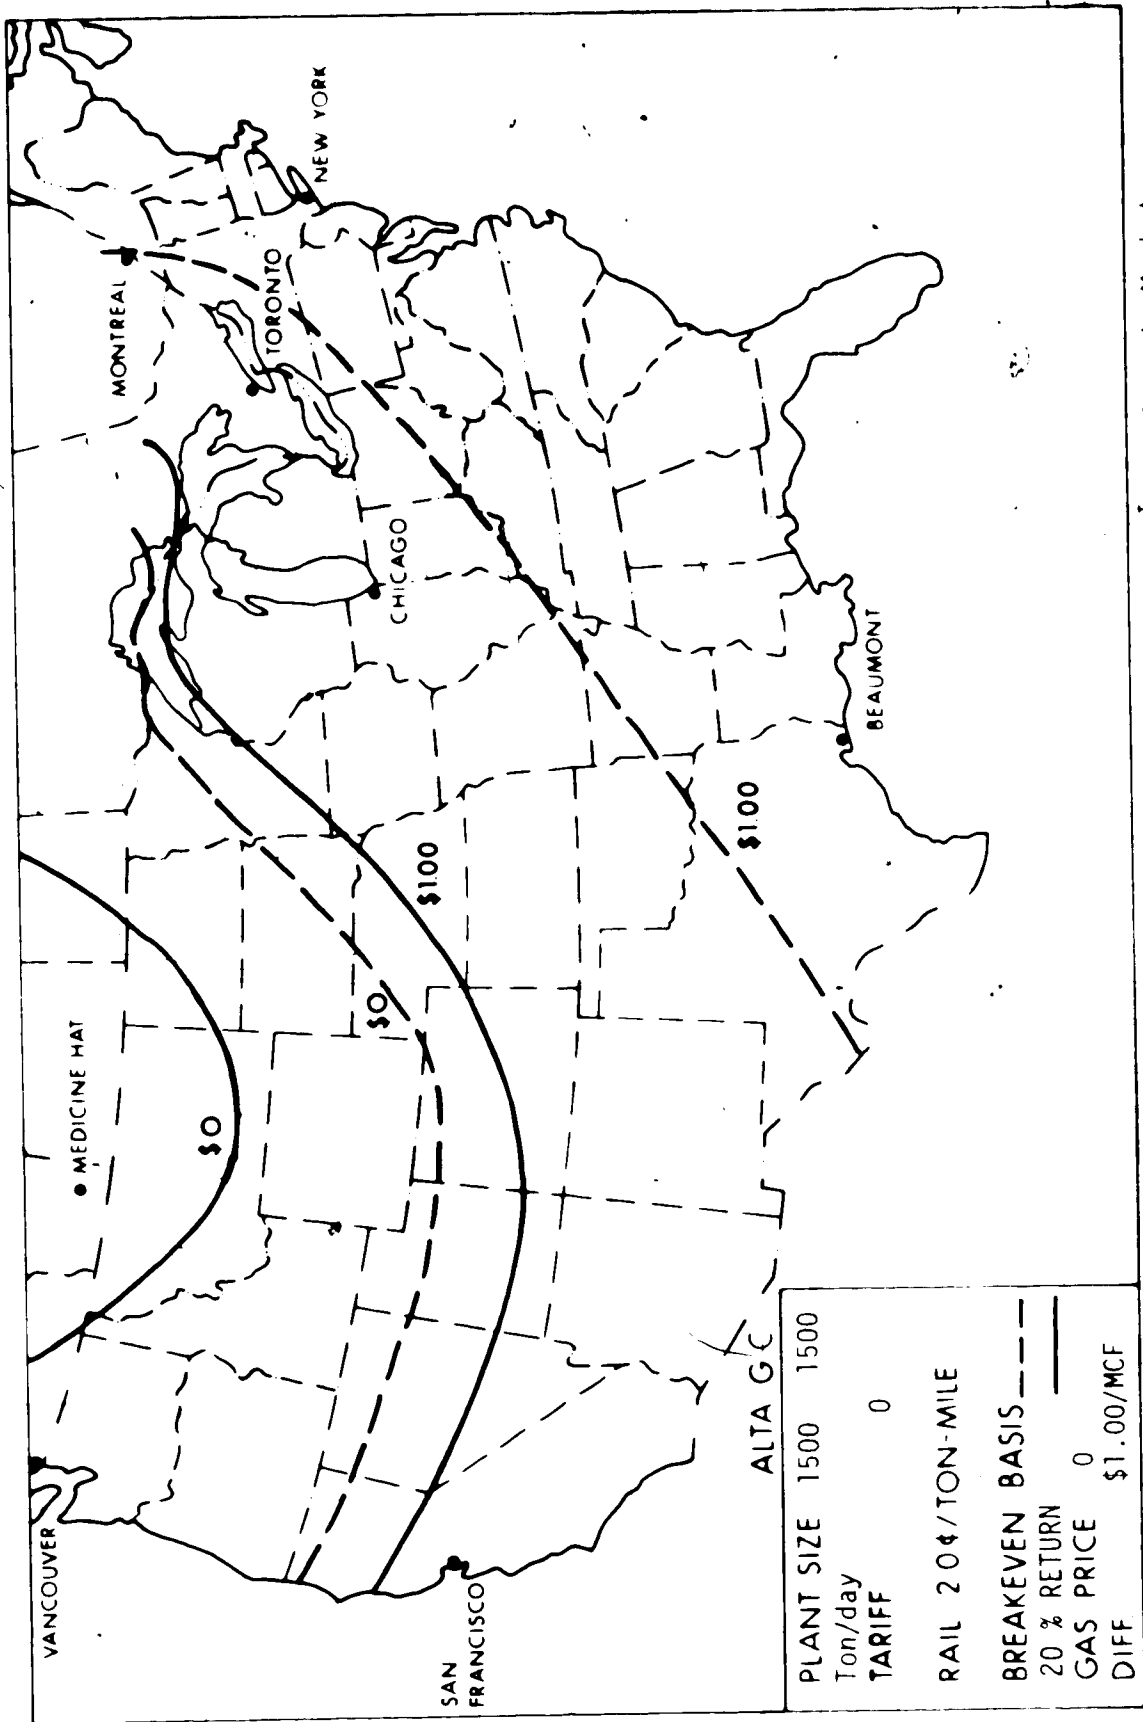 VANCOUVER
SAN
FRANCISCO
MEDICINE HAT
$0
$0
$1.00
$1.00
MONTREAL
TORONTO
NEW YORK
CHICAGO
BEAUMONT
ALTA GC
PLANT SIZE 1500 1500
Ton/day
TARIFF 0
RAIL 2 0¢/TON-MILE
BREAKEVEN BASIS
20 % RETURN
GAS PRICE 0
DIFF $1.00/MCF